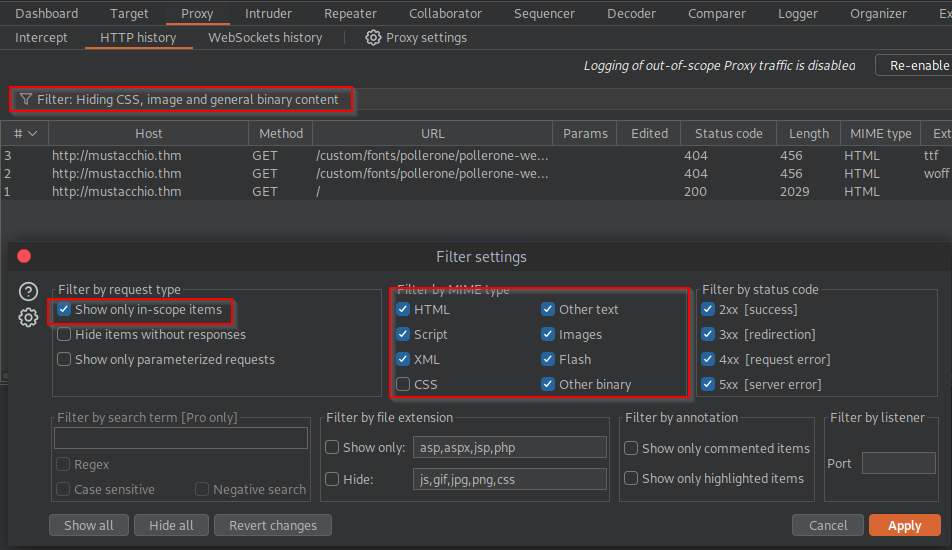 Dashboard Target Proxy Intruder Repeater Collaborator Sequencer Decoder Comparer Logger Organizer Ex
Intercept HTTP history WebSockets history Proxy settings
Logging of out-of-scope Proxy traffic is disabled Re-enable
Filter: Hiding CSS, image and general binary content
# Host Method URL Params Edited Status code Length MIME type Ext
3 http://mustacchio.thm GET /custom/fonts/pollerone/pollerone-we... 404 456 HTML ttf
2 http://mustacchio.thm GET /custom/fonts/pollerone/pollerone-we... 404 456 HTML woff
1 http://mustacchio.thm GET / 200 2029 HTML
Filter settings
Filter by request type
Show only in-scope items
Hide items without responses
Show only parameterized requests
Filter by MIME type
HTML Other text
Script Images
XML Flash
CSS Other binary
Filter by status code
2xx [success]
3xx [redirection]
4xx [request error]
5xx [server error]
Filter by search term [Pro only]
Regex
Case sensitive Negative search
Filter by file extension
Show only: asp,aspx,jsp,php
Hide: js,gif,jpg,png,css
Filter by annotation
Show only commented items
Show only highlighted items
Filter by listener
Port
Show all Hide all Revert changes Cancel Apply